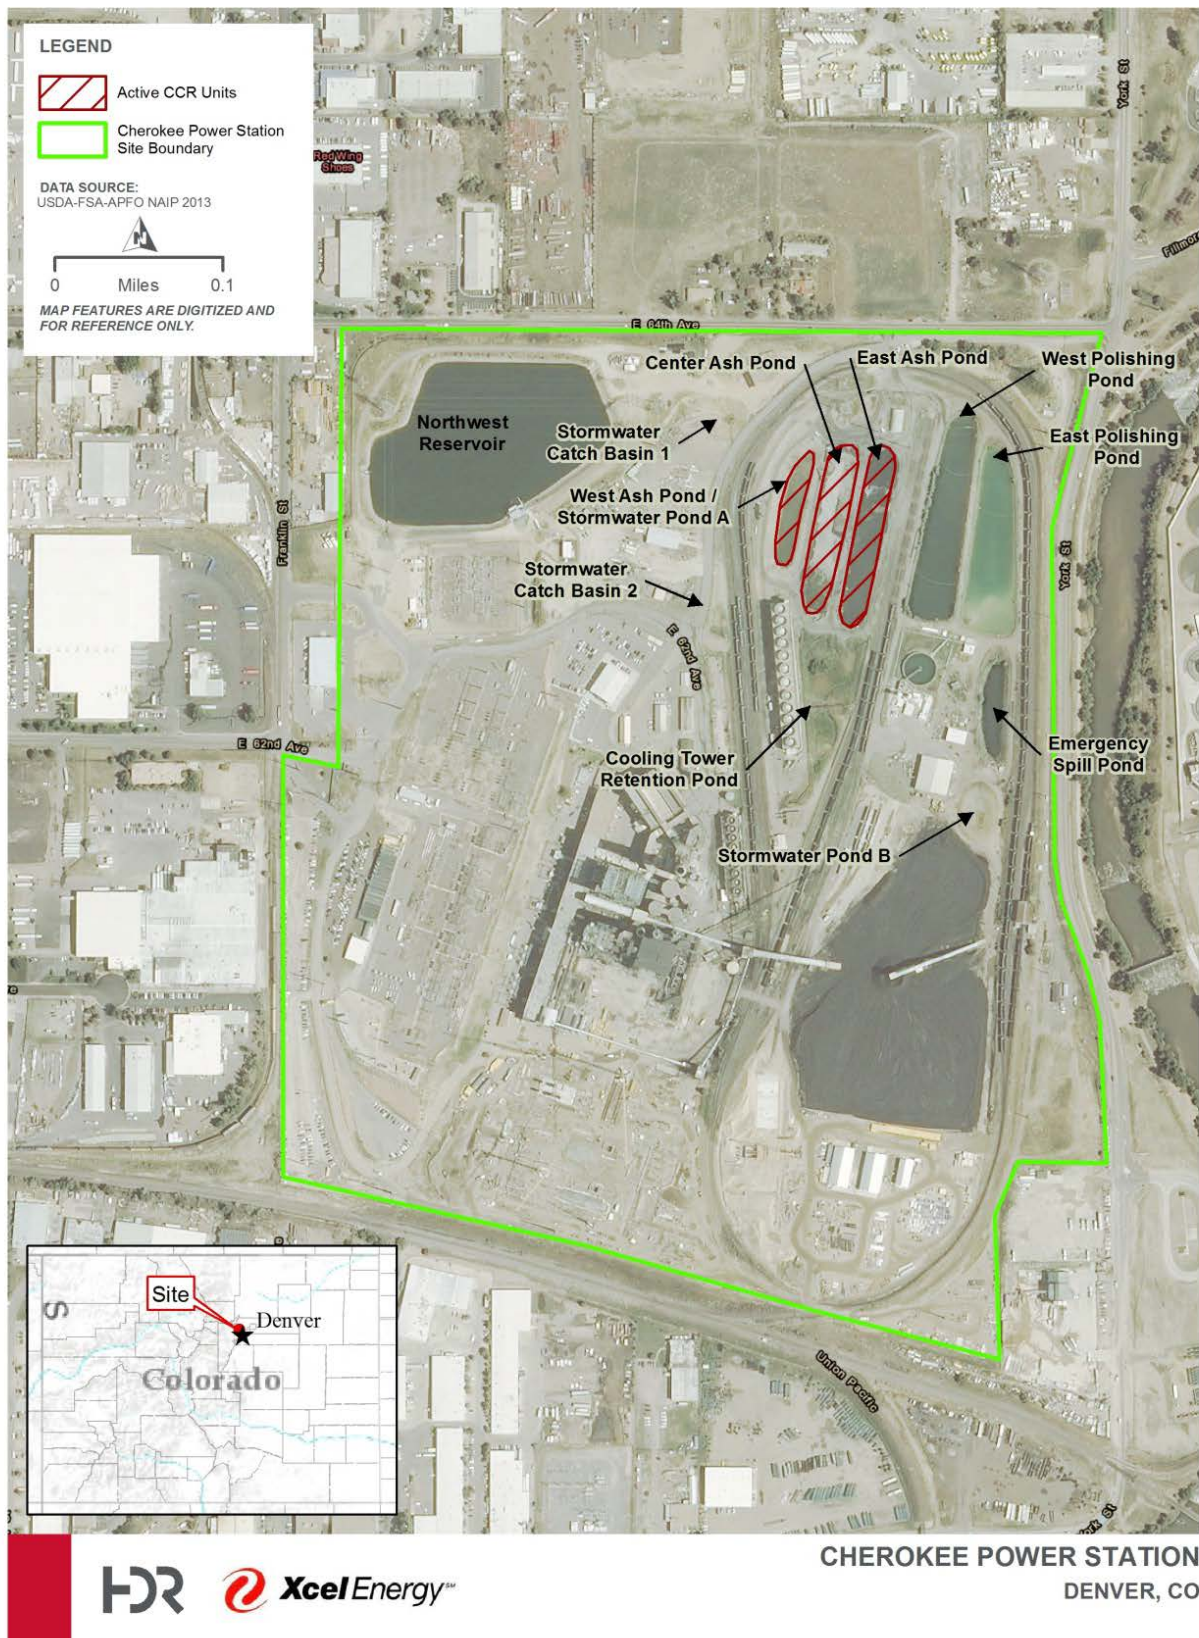 LEGEND
Active CCR Units
Cherokee Power Station
Site Boundary
DATA SOURCE:
USDA-FSA-APFO NAIP 2013
N
0 Miles 0.1
MAP FEATURES ARE DIGITIZED AND
FOR REFERENCE ONLY.
Red Wing
Shoes
York St
Fillmore
E 64th Ave
Center Ash Pond
East Ash Pond
West Polishing
Pond
Northwest
Reservoir
Stormwater
Catch Basin 1
East Polishing
Pond
West Ash Pond /
Stormwater Pond A
Franklin St
York St
Stormwater
Catch Basin 2
E 62nd Ave
E 62nd Ave
Cooling Tower
Retention Pond
Emergency
Spill Pond
Stormwater Pond B
Site
Denver
S
Colorado
Union Pacific
York St
HDR
Xcel Energy℠
CHEROKEE POWER STATION
DENVER, CO